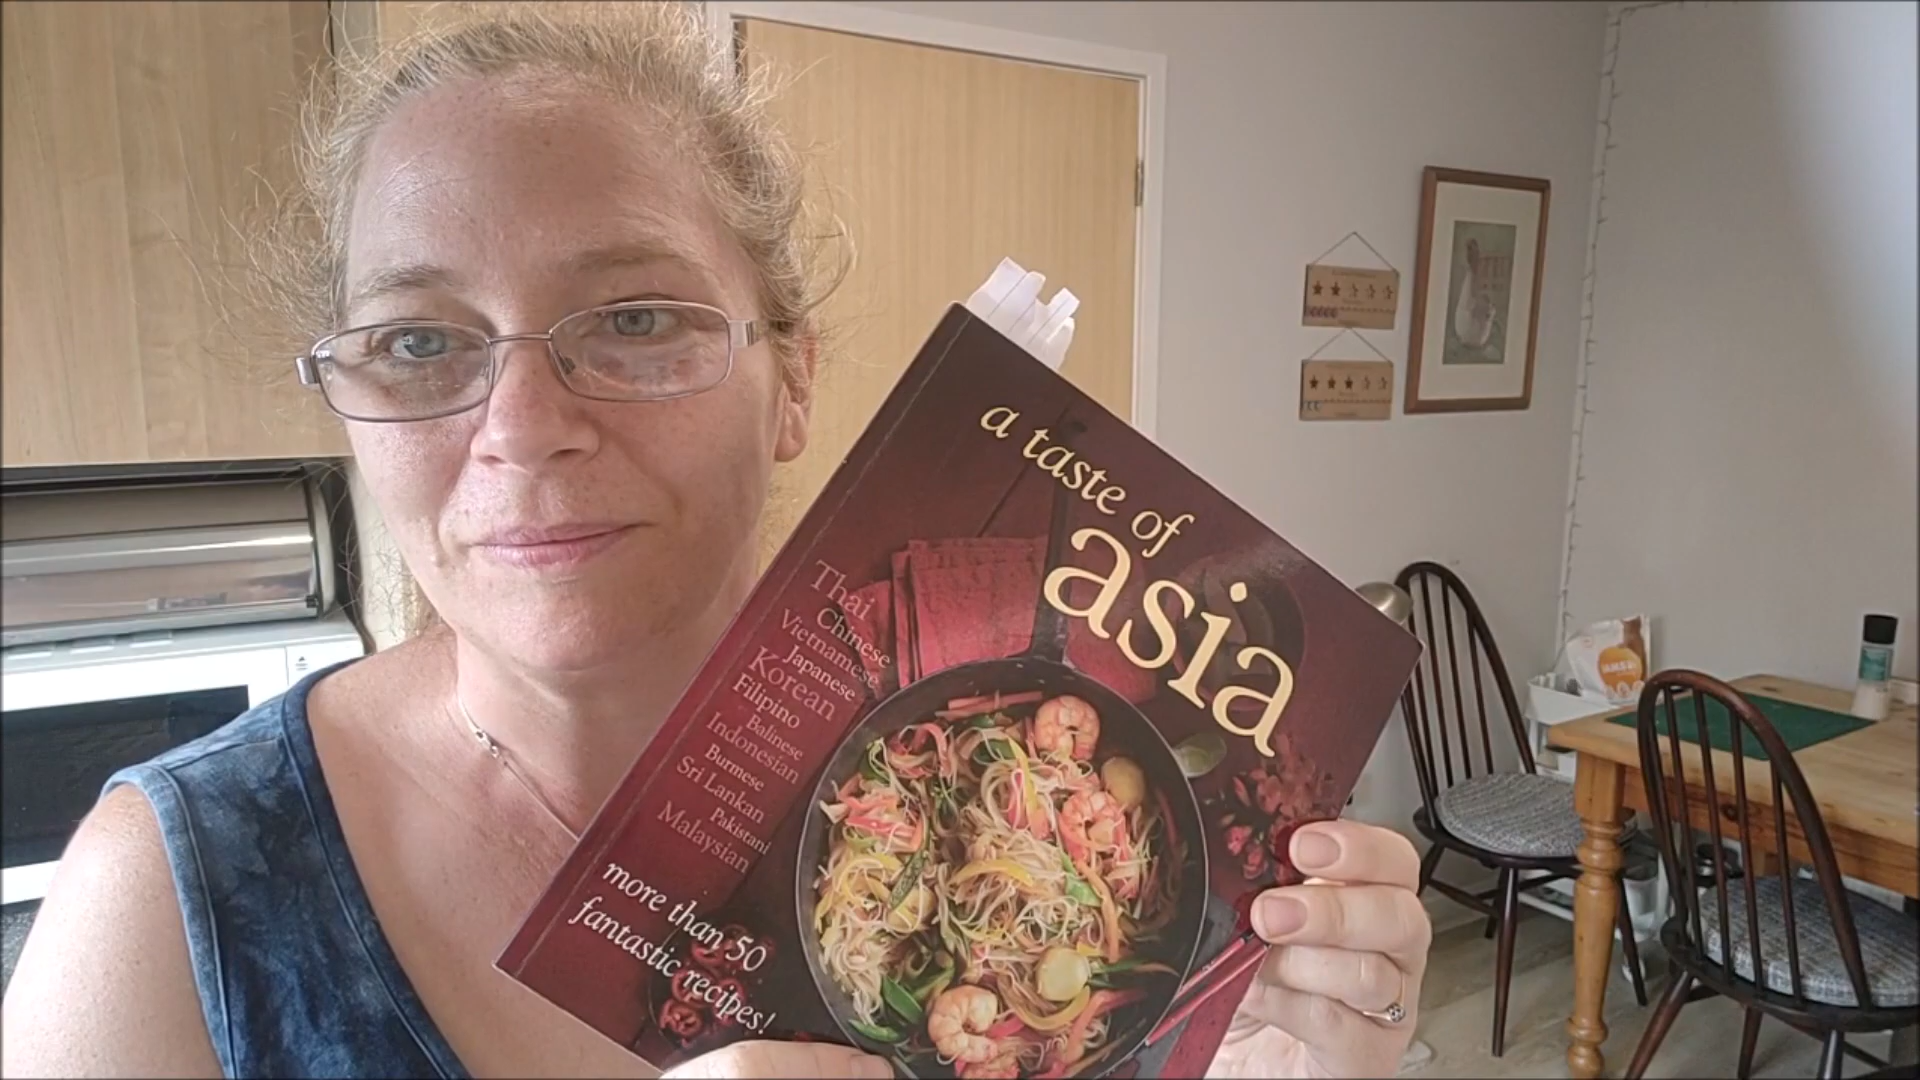 a taste of
asia
Thai
Chinese
Vietnamese
Japanese
Korean
Filipino
Balinese
Indonesian
Burmese
Sri Lankan
Pakistani
Malaysian
more than 50
fantastic recipes!
IAMS